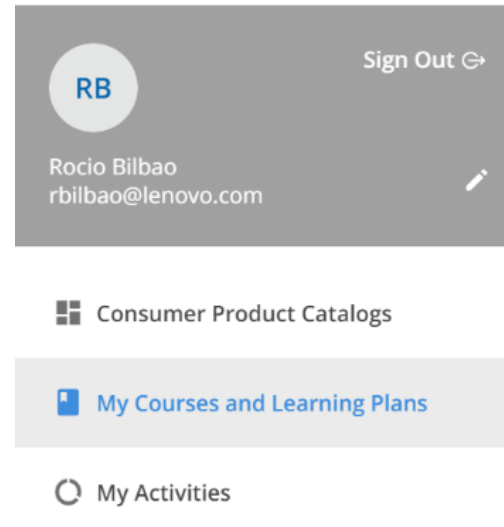 Sign Out
RB
Rocio Bilbao
rbilbao@lenovo.com
Consumer Product Catalogs
My Courses and Learning Plans
My Activities